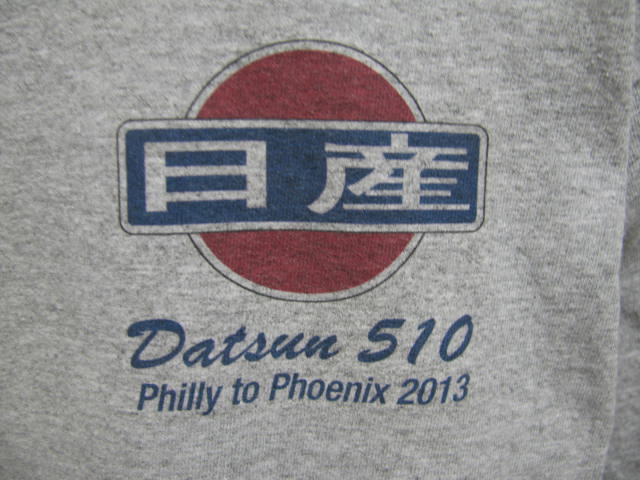 日産
Datsun 510
Philly to Phoenix 2013